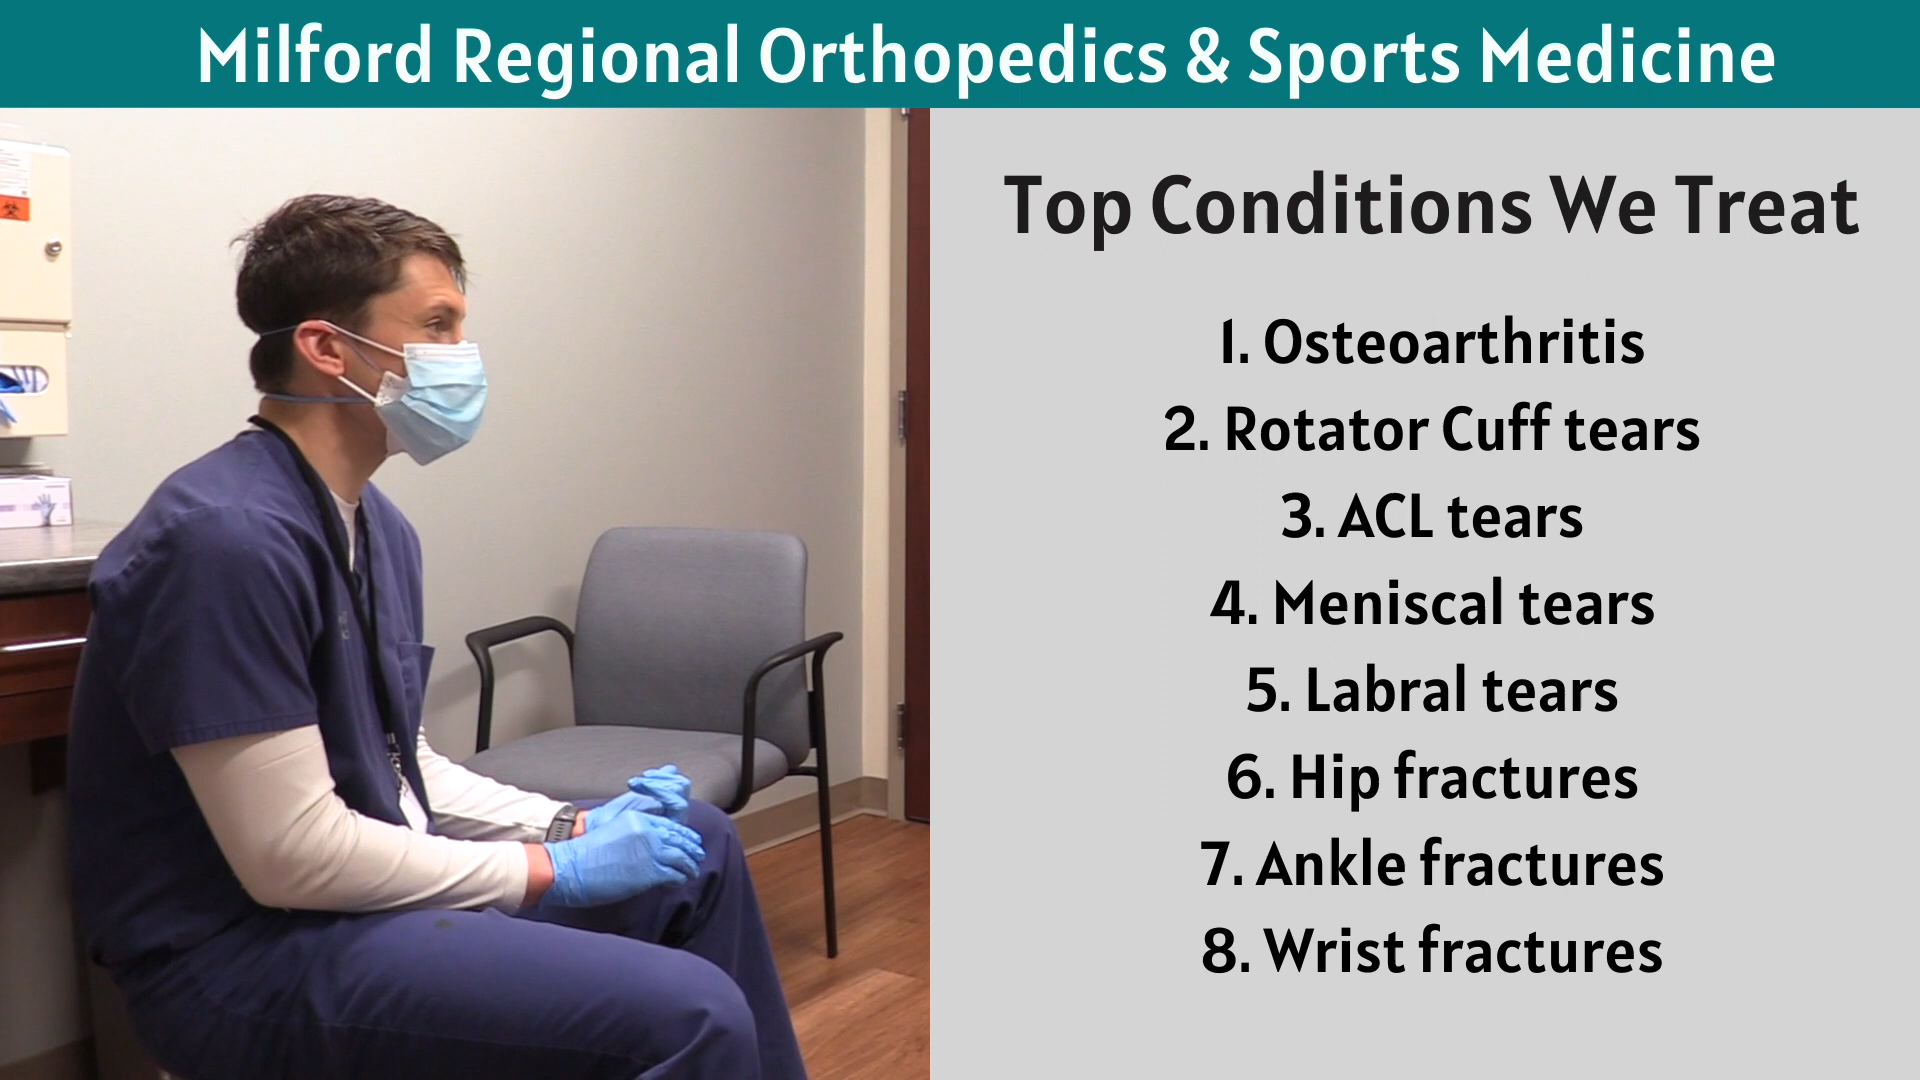 Milford Regional Orthopedics & Sports Medicine
Top Conditions We Treat
1. Osteoarthritis
2. Rotator Cuff tears
3. ACL tears
4. Meniscal tears
5. Labral tears
6. Hip fractures
7. Ankle fractures
8. Wrist fractures